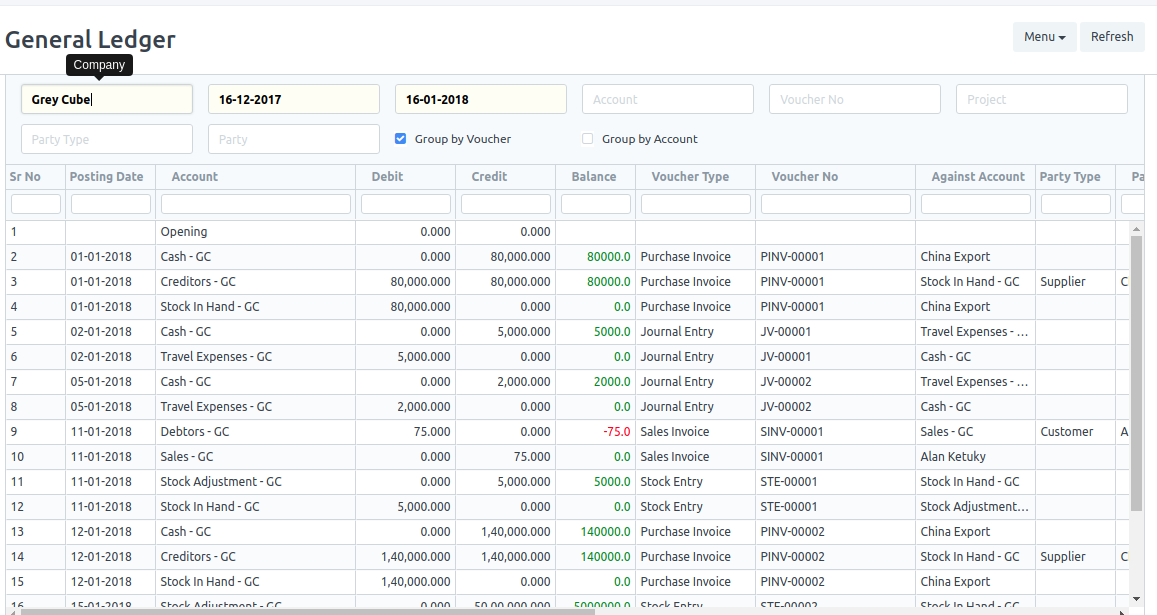 General Ledger
Menu
Refresh
Company
Grey Cube
16-12-2017
16-01-2018
Account
Voucher No
Project
Party Type
Party
Group by Voucher
Group by Account
Sr No Posting Date Account Debit Credit Balance Voucher Type Voucher No Against Account Party Type Pa
1 Opening 0.000 0.000
2 01-01-2018 Cash - GC 0.000 80,000.000 80000.0 Purchase Invoice PINV-00001 China Export
3 01-01-2018 Creditors - GC 80,000.000 80,000.000 80000.0 Purchase Invoice PINV-00001 Stock In Hand - GC Supplier C
4 01-01-2018 Stock In Hand - GC 80,000.000 0.000 0.0 Purchase Invoice PINV-00001 China Export
5 02-01-2018 Cash - GC 0.000 5,000.000 5000.0 Journal Entry JV-00001 Travel Expenses - ...
6 02-01-2018 Travel Expenses - GC 5,000.000 0.000 0.0 Journal Entry JV-00001 Cash - GC
7 05-01-2018 Cash - GC 0.000 2,000.000 2000.0 Journal Entry JV-00002 Travel Expenses - ...
8 05-01-2018 Travel Expenses - GC 2,000.000 0.000 0.0 Journal Entry JV-00002 Cash - GC
9 11-01-2018 Debtors - GC 75.000 0.000 -75.0 Sales Invoice SINV-00001 Sales - GC Customer A
10 11-01-2018 Sales - GC 0.000 75.000 0.0 Sales Invoice SINV-00001 Alan Ketuky
11 11-01-2018 Stock Adjustment - GC 0.000 5,000.000 5000.0 Stock Entry STE-00001 Stock In Hand - GC
12 11-01-2018 Stock In Hand - GC 5,000.000 0.000 0.0 Stock Entry STE-00001 Stock Adjustment...
13 12-01-2018 Cash - GC 0.000 1,40,000.000 140000.0 Purchase Invoice PINV-00002 China Export
14 12-01-2018 Creditors - GC 1,40,000.000 1,40,000.000 140000.0 Purchase Invoice PINV-00002 Stock In Hand - GC Supplier C
15 12-01-2018 Stock In Hand - GC 1,40,000.000 0.000 0.0 Purchase Invoice PINV-00002 China Export
16 15-01-2018 Stock Adjustment - GC 0.000 50,00,000.000 5000000.0 Stock Entry STE-00002 Stock In Hand - GC